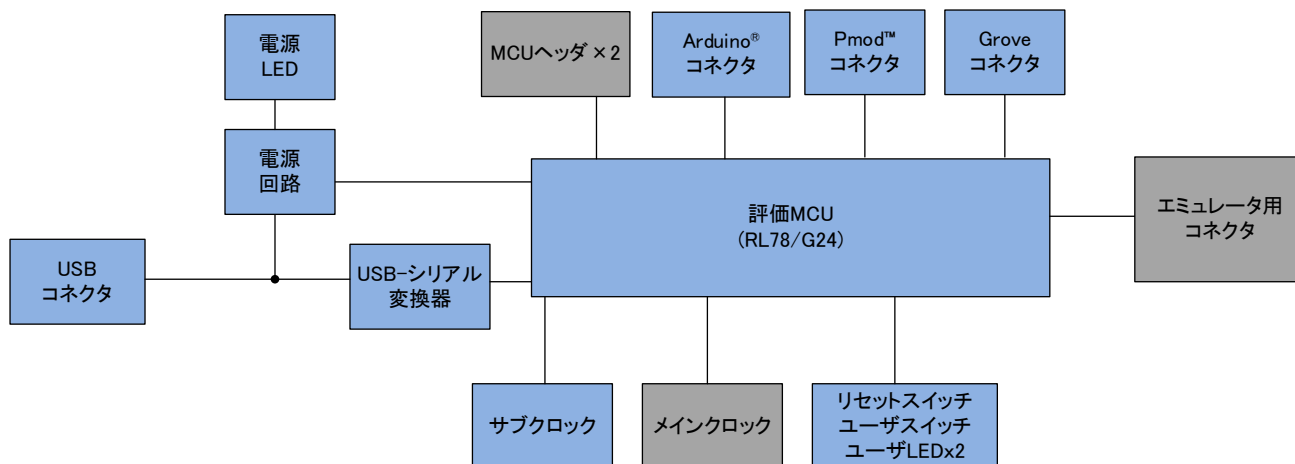 電源
LED
MCUヘッダ×2
Arduino®
コネクタ
Pmod™
コネクタ
Grove
コネクタ
電源
回路
評価MCU
(RL78/G24)
エミュレータ用
コネクタ
USB
コネクタ
USB-シリアル
変換器
サブクロック
メインクロック
リセットスイッチ
ユーザスイッチ
ユーザLEDx2